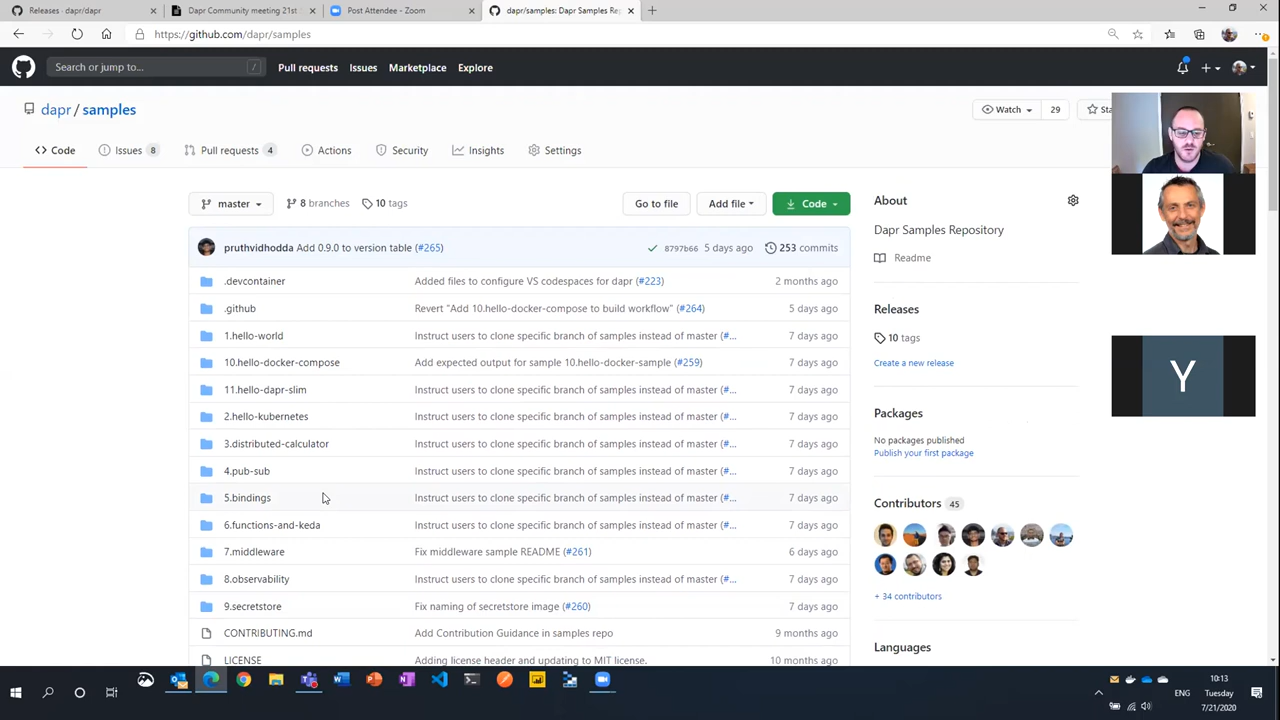 Releases · dapr/dapr
Dapr Community meeting 21st
Post Attendee - Zoom
dapr/samples: Dapr Samples Re
https://github.com/dapr/samples
Search or jump to...
/
Pull requests
Issues
Marketplace
Explore
dapr / samples
Watch
29
Sta
Code
Issues 8
Pull requests 4
Actions
Security
Insights
Settings
master
8 branches
10 tags
Go to file
Add file
Code
pruthvidhodda Add 0.9.0 to version table (#265)
8797b66 5 days ago
253 commits
.devcontainer
Added files to configure VS codespaces for dapr (#223)
2 months ago
.github
Revert "Add 10.hello-docker-compose to build workflow" (#264)
5 days ago
1.hello-world
Instruct users to clone specific branch of samples instead of master (#...
7 days ago
10.hello-docker-compose
Add expected output for sample 10.hello-docker-sample (#259)
7 days ago
11.hello-dapr-slim
Instruct users to clone specific branch of samples instead of master (#...
7 days ago
2.hello-kubernetes
Instruct users to clone specific branch of samples instead of master (#...
7 days ago
3.distributed-calculator
Instruct users to clone specific branch of samples instead of master (#...
7 days ago
4.pub-sub
Instruct users to clone specific branch of samples instead of master (#...
7 days ago
5.bindings
Instruct users to clone specific branch of samples instead of master (#...
7 days ago
6.functions-and-keda
Instruct users to clone specific branch of samples instead of master (#...
7 days ago
7.middleware
Fix middleware sample README (#261)
6 days ago
8.observability
Instruct users to clone specific branch of samples instead of master (#...
7 days ago
9.secretstore
Fix naming of secretstore image (#260)
7 days ago
CONTRIBUTING.md
Add Contribution Guidance in samples repo
9 months ago
LICENSE
Adding license header and updating to MIT license.
10 months ago
About
Dapr Samples Repository
Readme
Releases
10 tags
Create a new release
Packages
No packages published
Publish your first package
Contributors 45
+ 34 contributors
Languages
Y
ENG
10:13
Tuesday
7/21/2020